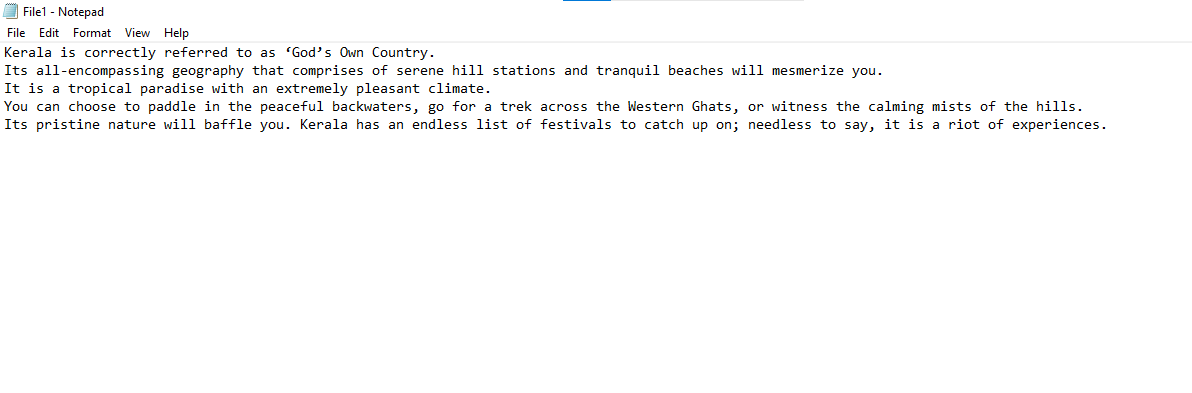 File1 - Notepad
File Edit Format View Help
Kerala is correctly referred to as ‘God’s Own Country.
Its all-encompassing geography that comprises of serene hill stations and tranquil beaches will mesmerize you.
It is a tropical paradise with an extremely pleasant climate.
You can choose to paddle in the peaceful backwaters, go for a trek across the Western Ghats, or witness the calming mists of the hills.
Its pristine nature will baffle you. Kerala has an endless list of festivals to catch up on; needless to say, it is a riot of experiences.